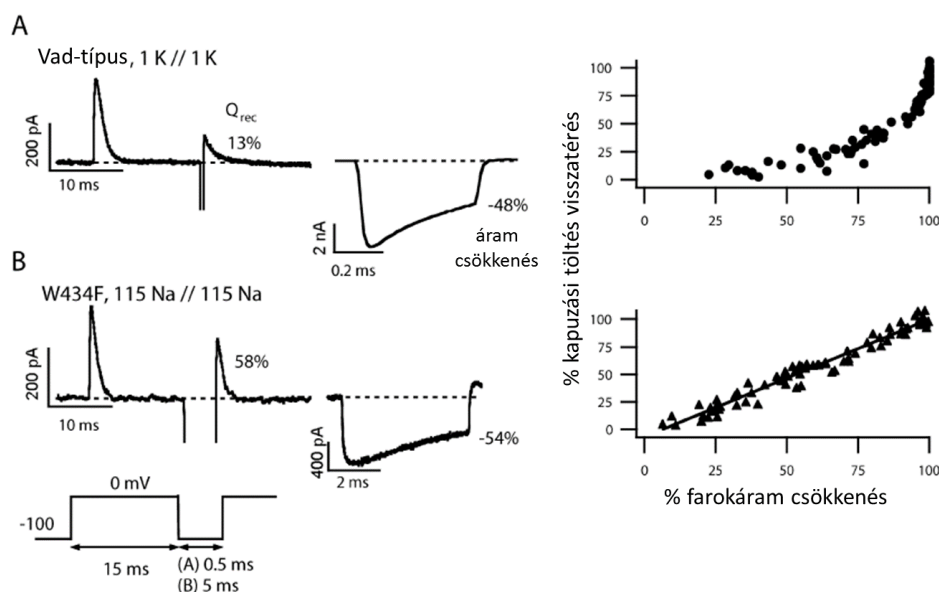 A
Vad-típus, 1 K // 1 K
Qrec
13%
200 pA
10 ms
-48%
áram
csökkenés
2 nA
0.2 ms
B
W434F, 115 Na // 115 Na
58%
200 pA
10 ms
-54%
400 pA
2 ms
0 mV
-100
15 ms
(A) 0.5 ms
(B) 5 ms
% kapuzási töltés visszatérés
100
75
50
25
0
0
25
50
75
100
100
75
50
25
0
0
25
50
75
100
% farokáram csökkenés